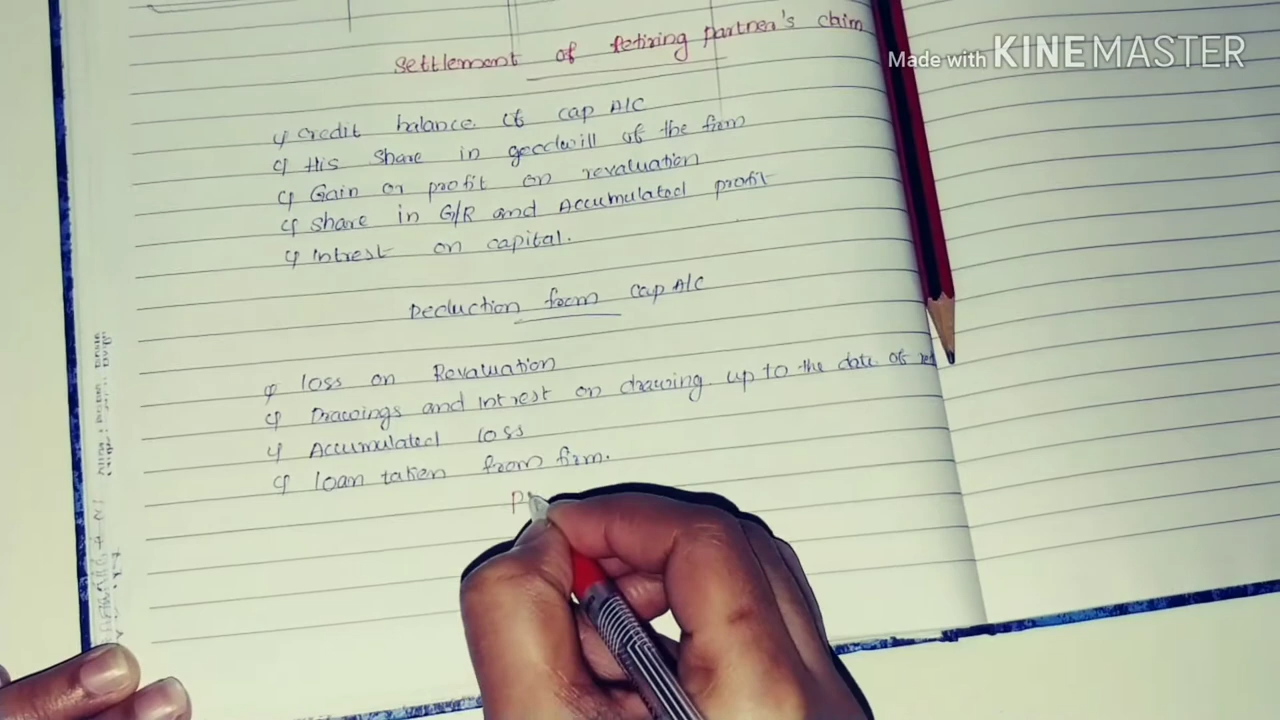 Made with KINEMASTER
Settlement of Retiring partner's claim
Credit balance of cap A/C
His share in goodwill of the firm
Gain or profit on revaluation
Share in G/R and Accumulated profit
Intrest on capital.
Deduction from cap A/C
loss on Revaluation
Drawings and intrest on drawing up to the date of ret
Accumulated loss
loan taken from firm.
P